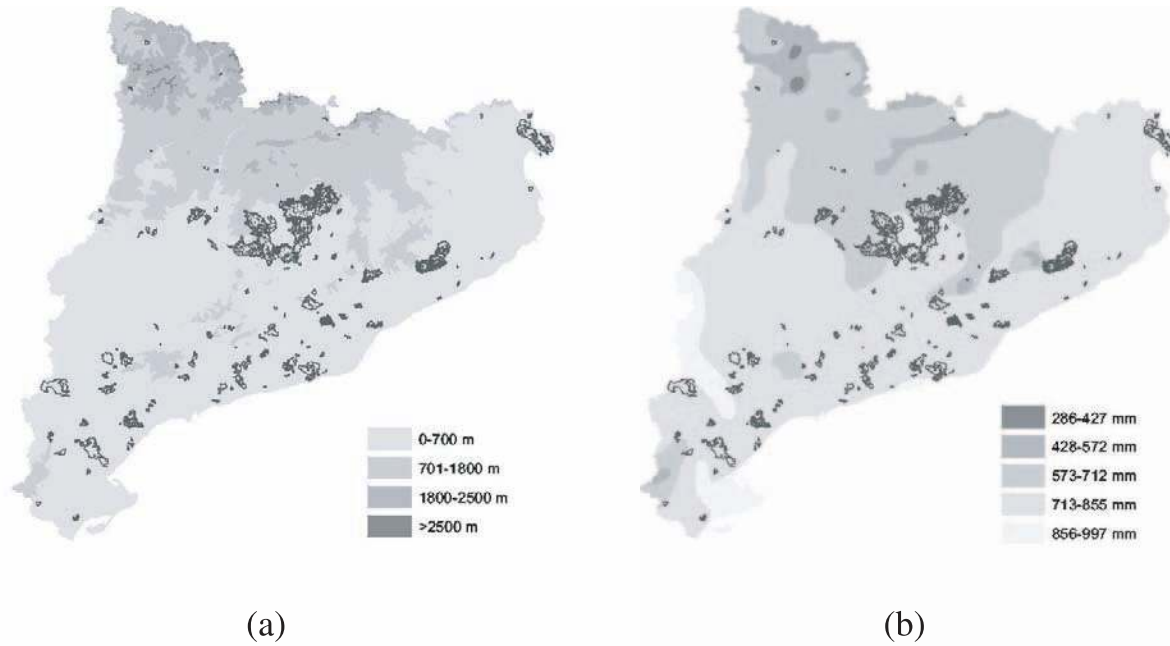 0-700 m
701-1800 m
1800-2500 m
>2500 m
286-427 mm
428-572 mm
573-712 mm
713-855 mm
856-997 mm
(a)
(b)